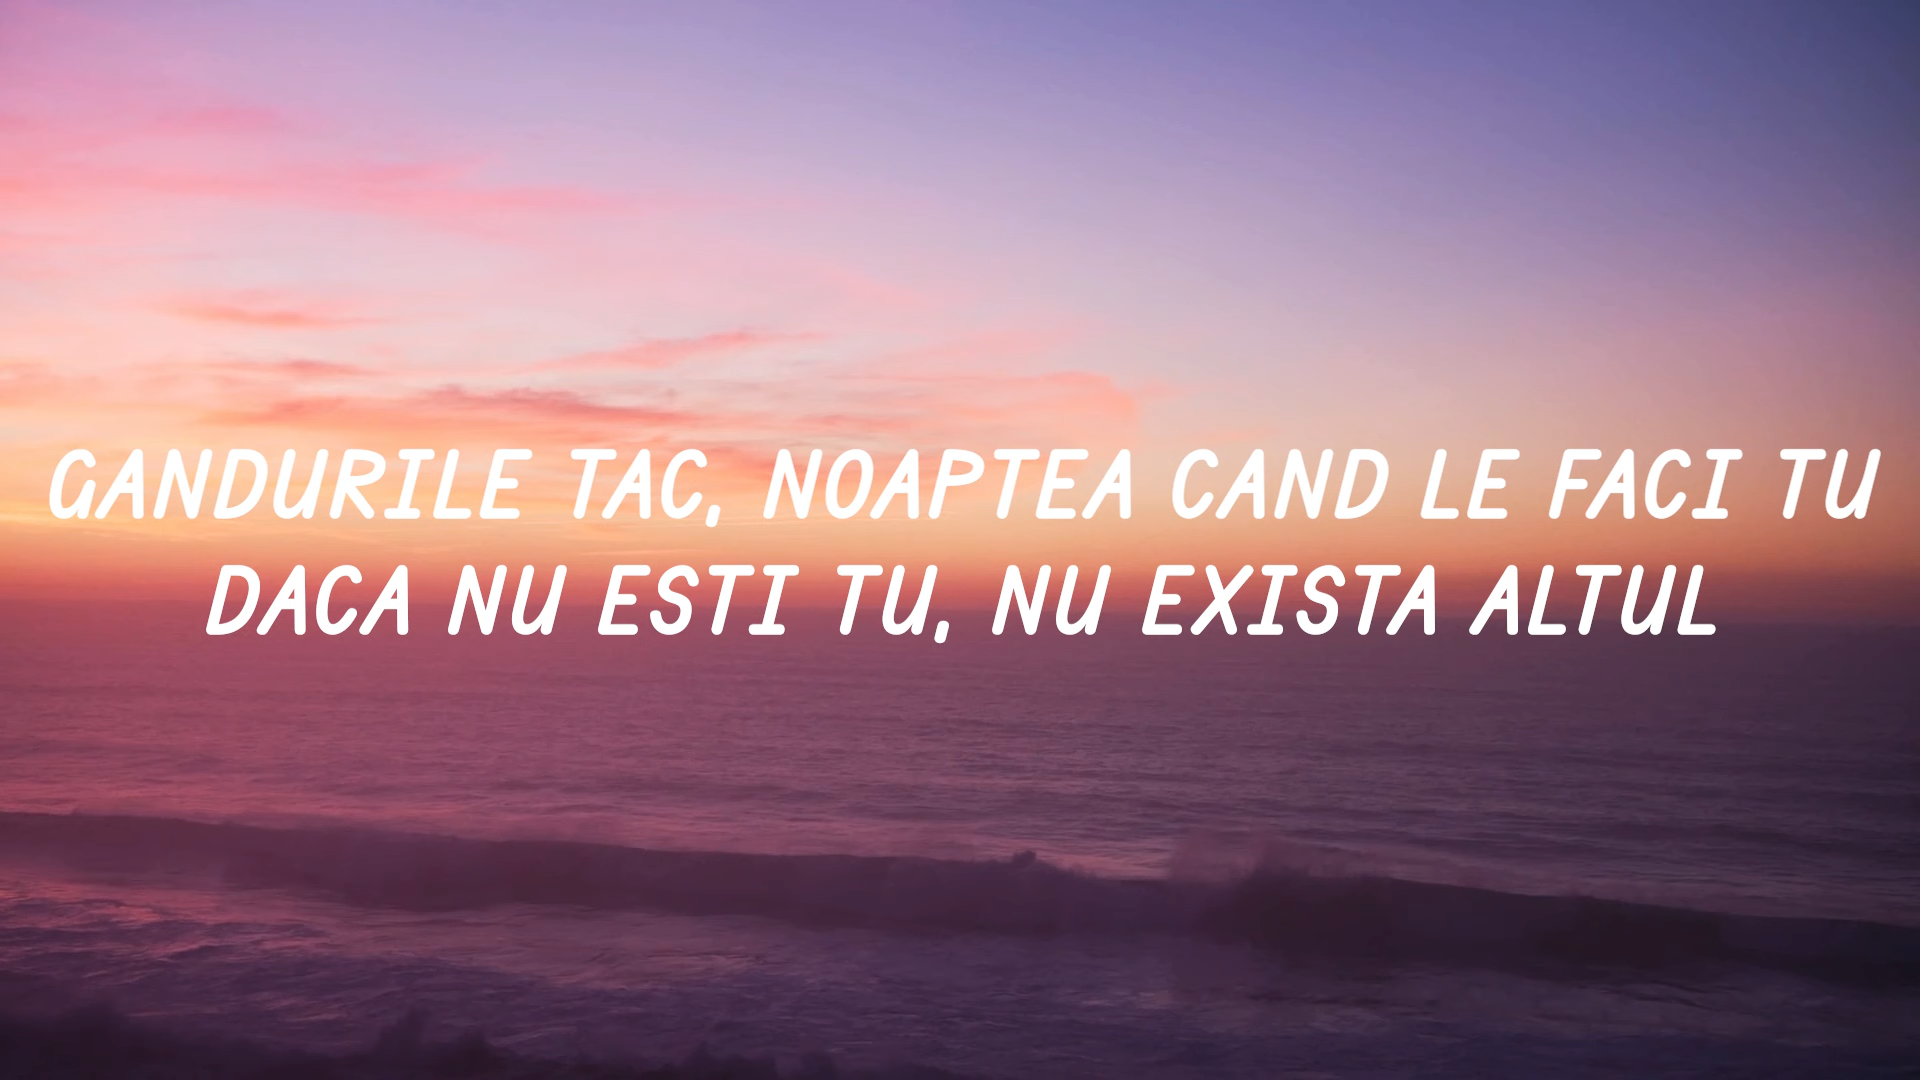 GANDURILE TAC, NOAPTEA CAND LE FACI TU
DACA NU ESTI TU, NU EXISTA ALTUL